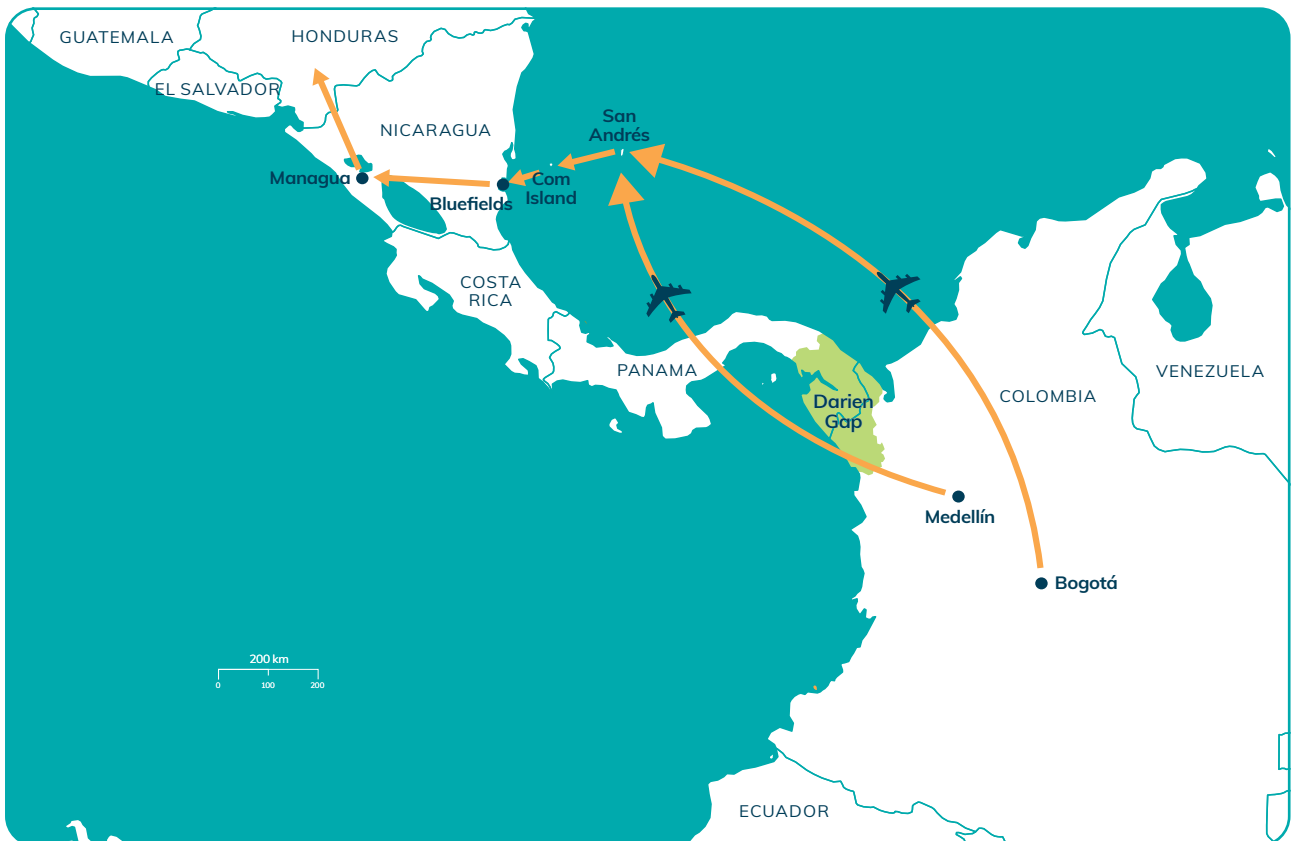 GUATEMALA
HONDURAS
EL SALVADOR
NICARAGUA
San
Andrés
Managua
Com
Island
Bluefields
COSTA
RICA
PANAMA
Darien
Gap
COLOMBIA
VENEZUELA
Medellín
Bogotá
200 km
0 100 200
ECUADOR